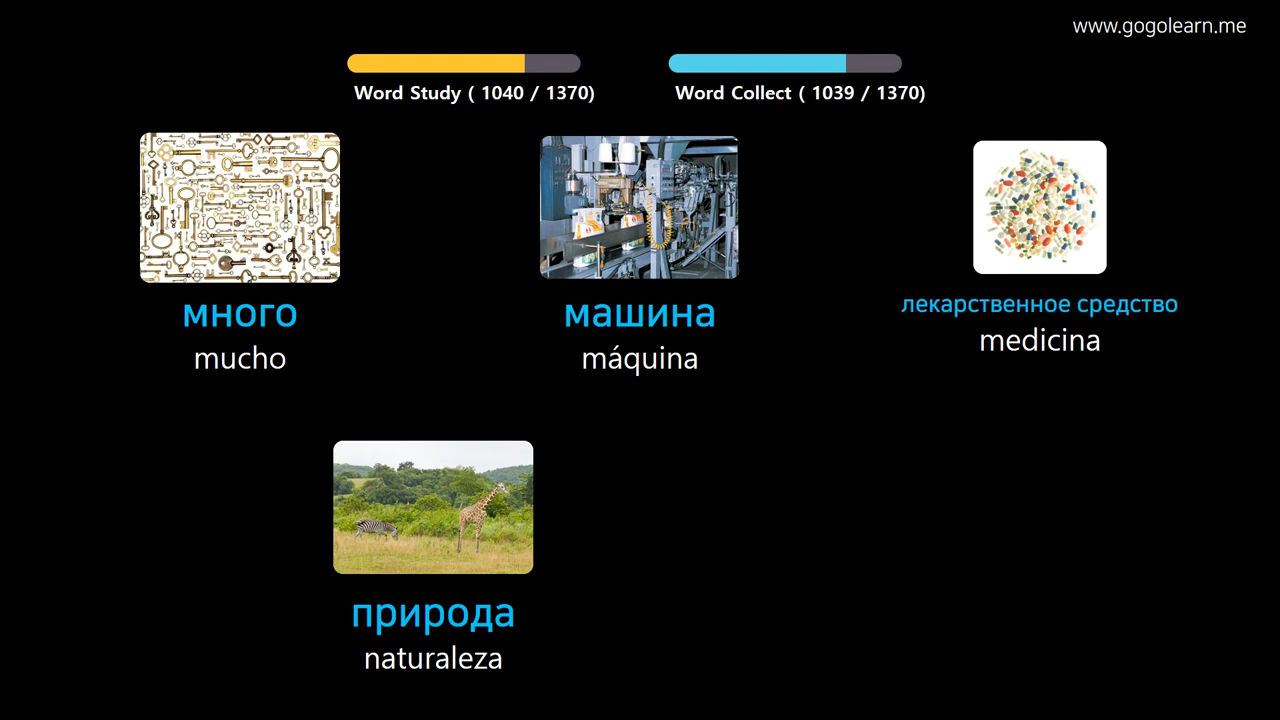 www.gogolearn.me
Word Study ( 1040 / 1370)
Word Collect ( 1039 / 1370)
много
mucho
машина
máquina
лекарственное средство
medicina
природа
naturaleza